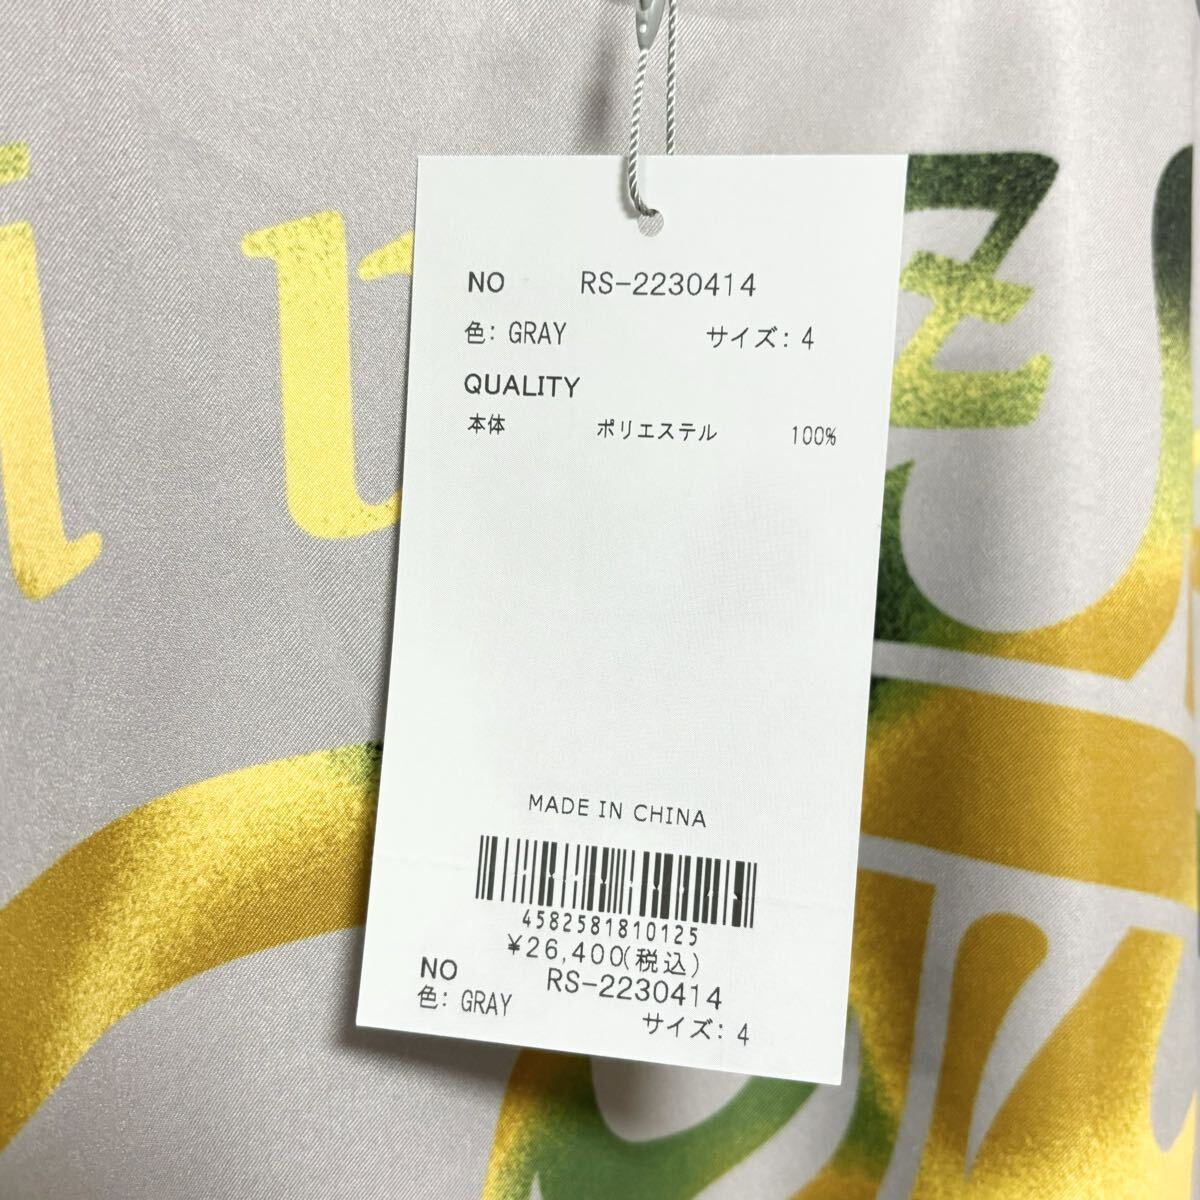 NO RS-2230414
色: GRAY サイズ: 4
QUALITY
本体 ポリエステル 100%
MADE IN CHINA
4582581810125
¥26,400(税込)
NO RS-2230414
色: GRAY サイズ: 4